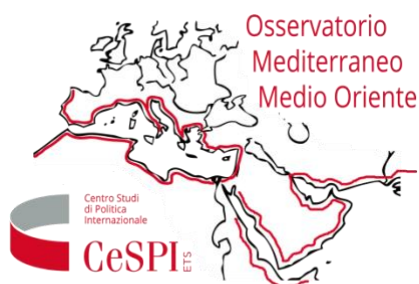 Osservatorio
Mediterraneo
Medio Oriente
Centro Studi
di Politica
Internazionale
CeSPI ETS